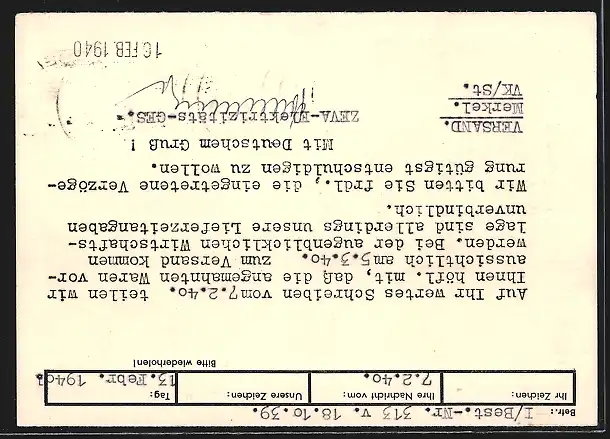 Betr.: I/Best.-Nr. 313 v. 18.10.39.
Ihr Zeichen: Ihre Nachricht vom: Unsere Zeichen: Tag:
7.2.40. 13. Febr. 1940
Bitte wiederholen!
Auf Ihr wertes Schreiben vom 7.2.40. teilen wir
Ihnen höfl. mit, daß die angemahnten Waren vor-
aussichtlich am 5.3.40. zum Versand kommen
werden. Bei der augenblicklichen Wirtschafts-
lage sind allerdings unsere Lieferzeitangaben
unverbindlich.
Wir bitten Sie frdl., die eingetretene Verzöge-
rung gütigst entschuldigen zu wollen.
Mit Deutschem Gruß !
VERSAND. ZEVA-Elektrizitäts-GES.
Merkel.
VK/St.
16 FEB. 1940